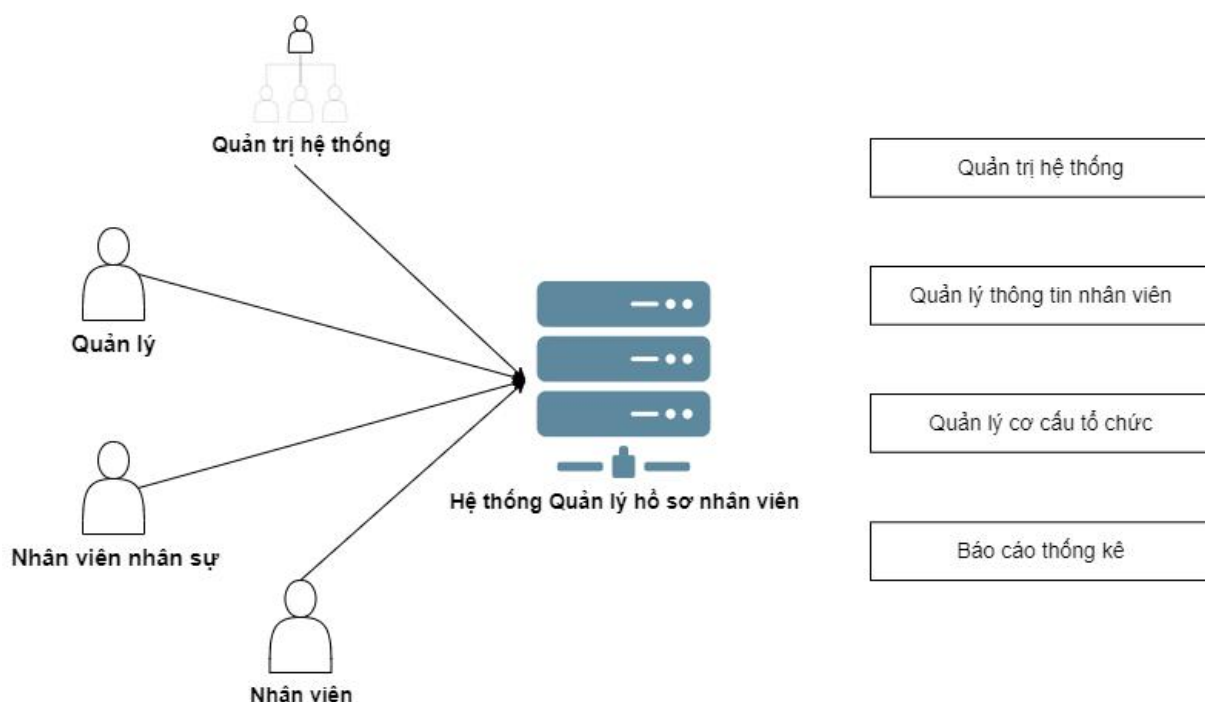 Quản trị hệ thống
Quản trị hệ thống
Quản lý thông tin nhân viên
Quản lý
Quản lý cơ cấu tổ chức
Hệ thống Quản lý hồ sơ nhân viên
Nhân viên nhân sự
Báo cáo thống kê
Nhân viên